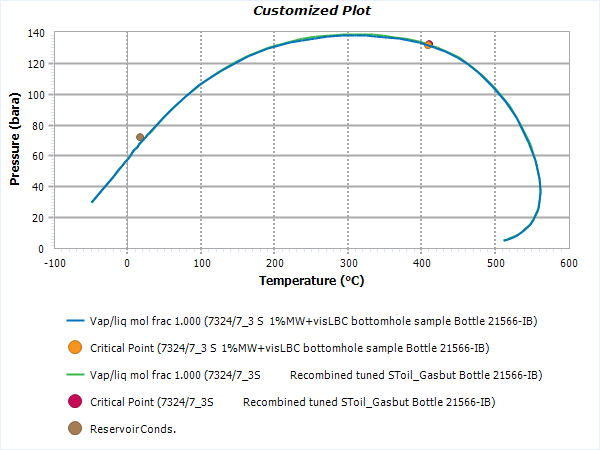 Customized Plot
140
120
100
80
60
40
20
0
Pressure (bara)
-100 0 100 200 300 400 500 600
Temperature (°C)
Vap/liq mol frac 1.000 (7324/7_3 S 1%MW+visLBC bottomhole sample Bottle 21566-IB)
Critical Point (7324/7_3 S 1%MW+visLBC bottomhole sample Bottle 21566-IB)
Vap/liq mol frac 1.000 (7324/7_3S Recombined tuned SToil_Gasbut Bottle 21566-IB)
Critical Point (7324/7_3S Recombined tuned SToil_Gasbut Bottle 21566-IB)
ReservoirConds.